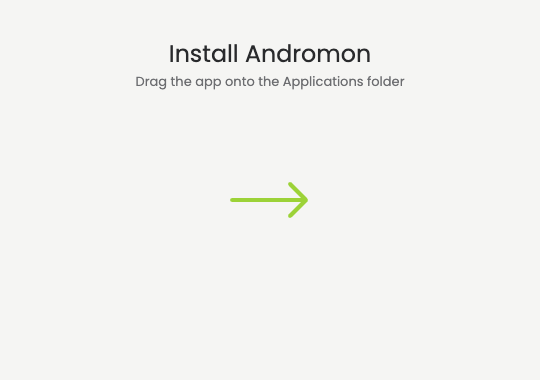 Install Andromon
Drag the app onto the Applications folder